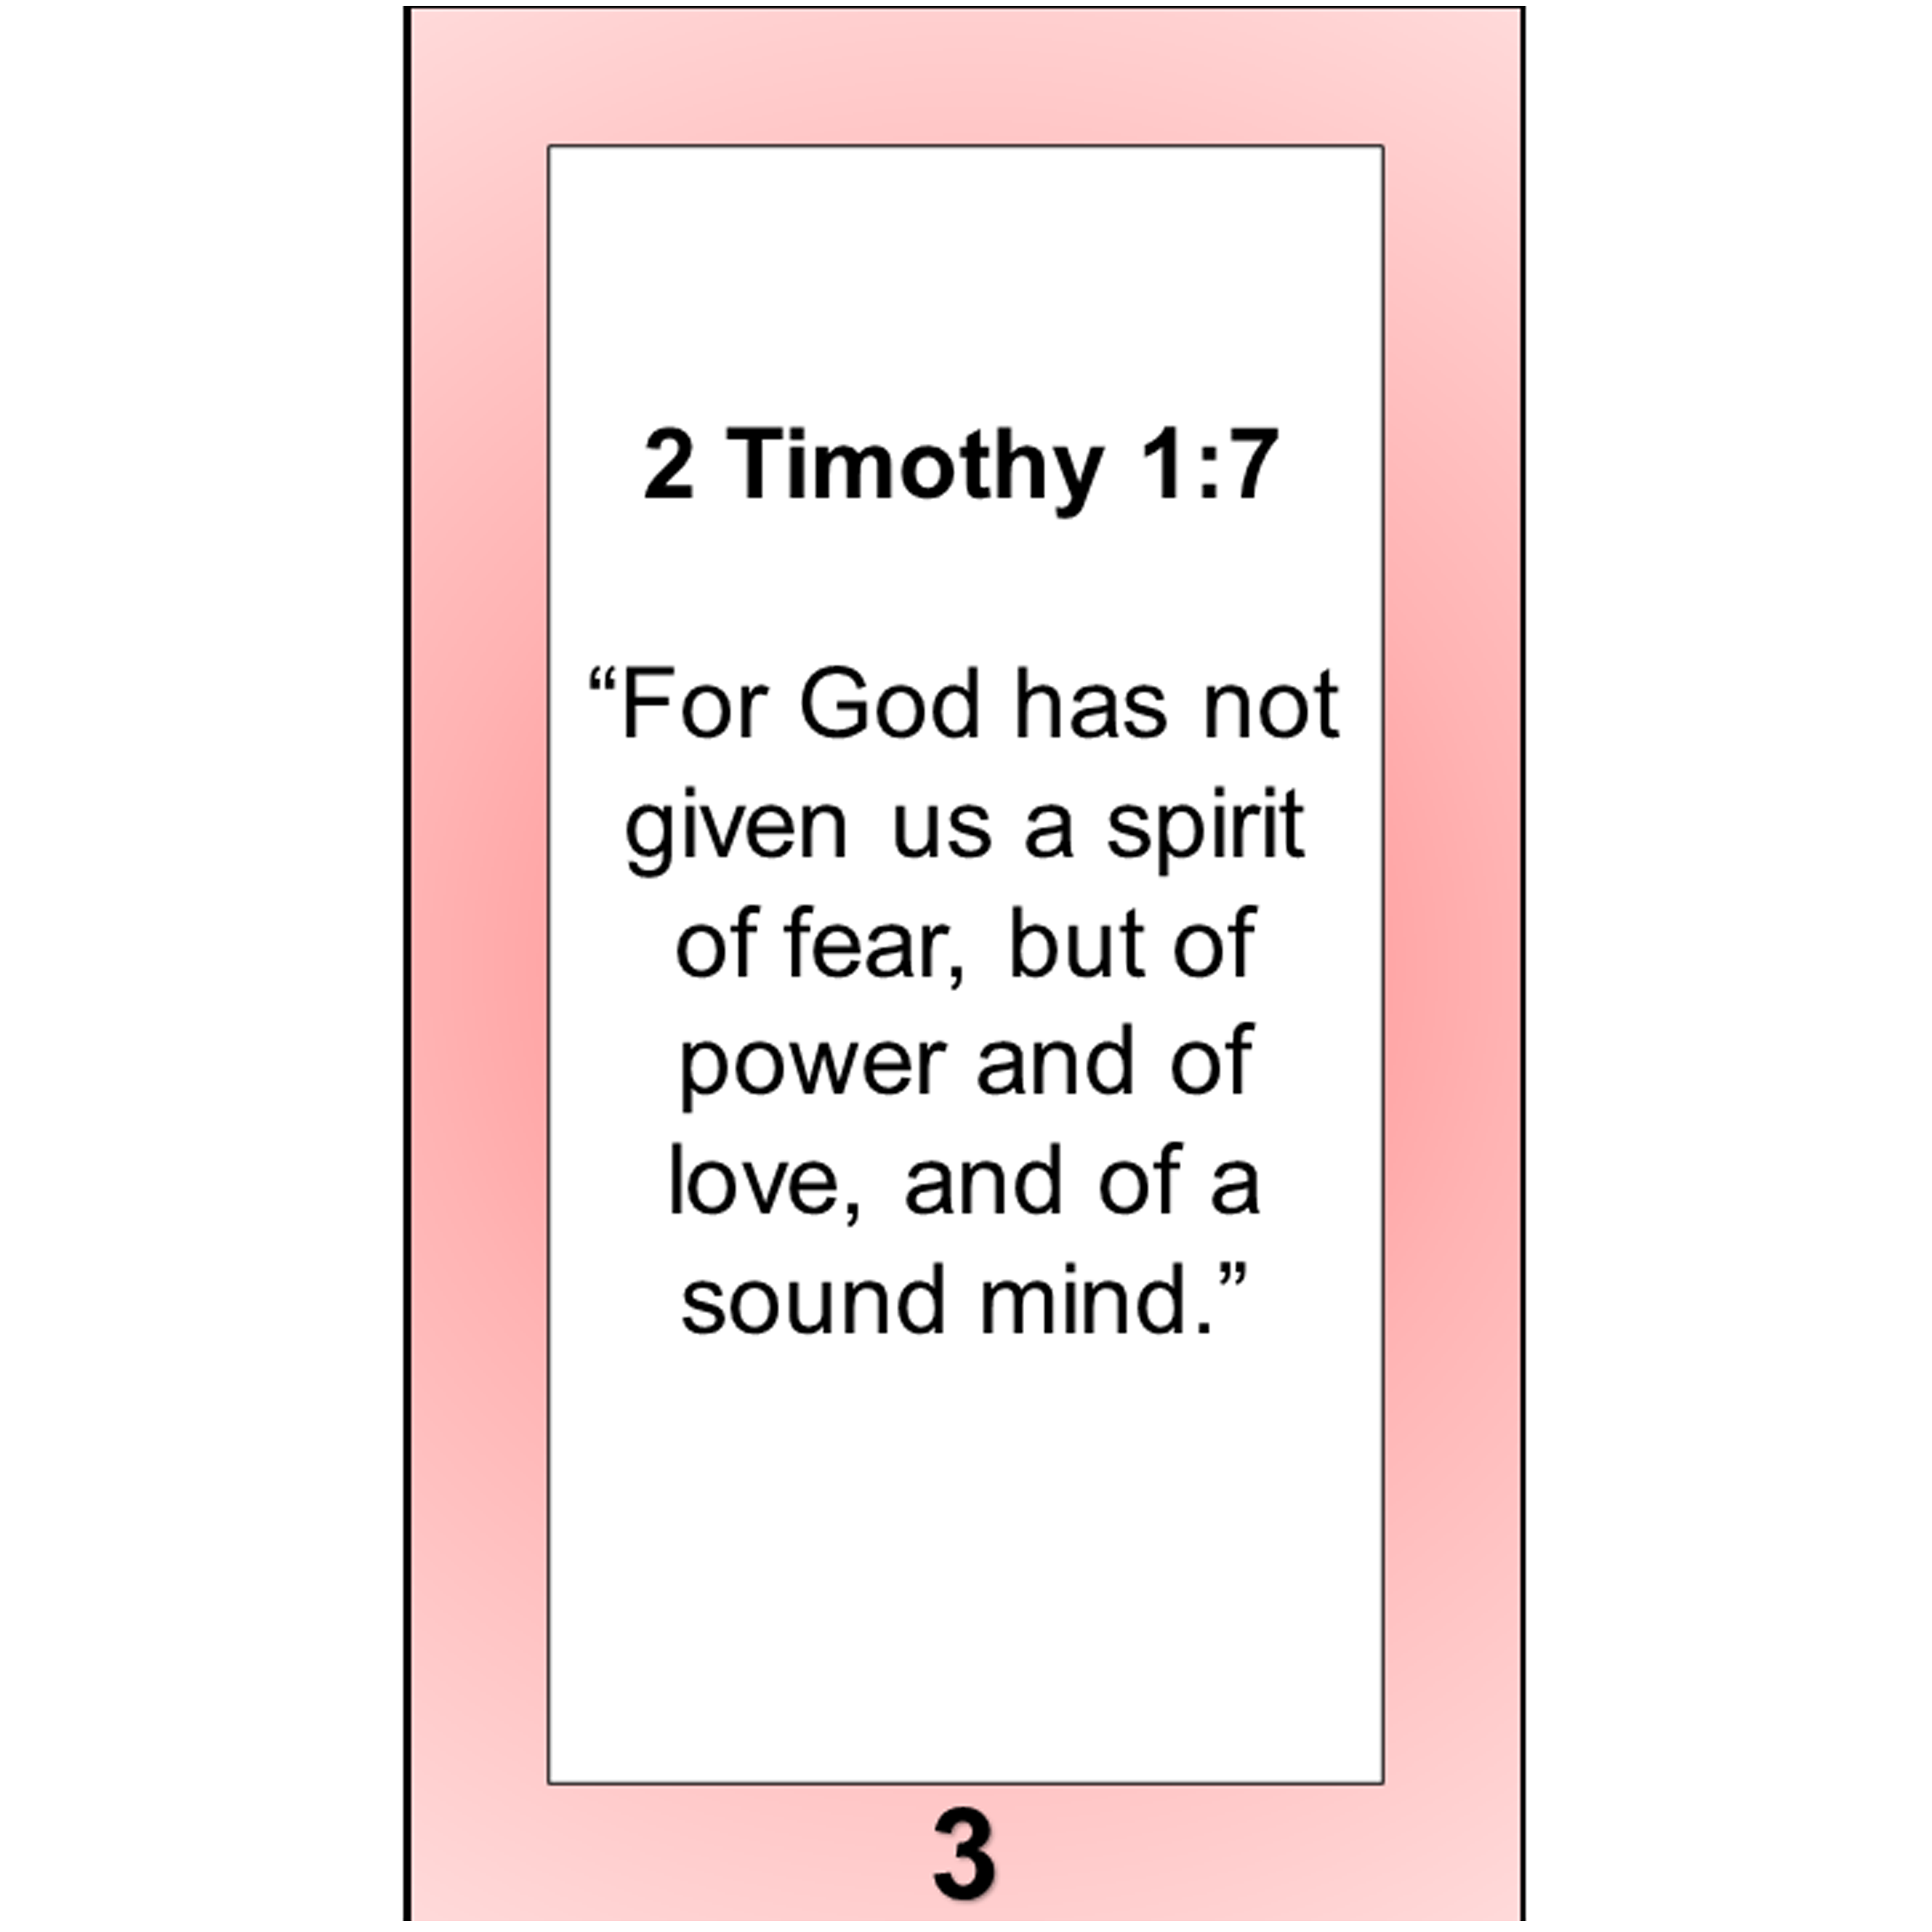 2 Timothy 1:7
“For God has not
given us a spirit
of fear, but of
power and of
love, and of a
sound mind.”
3